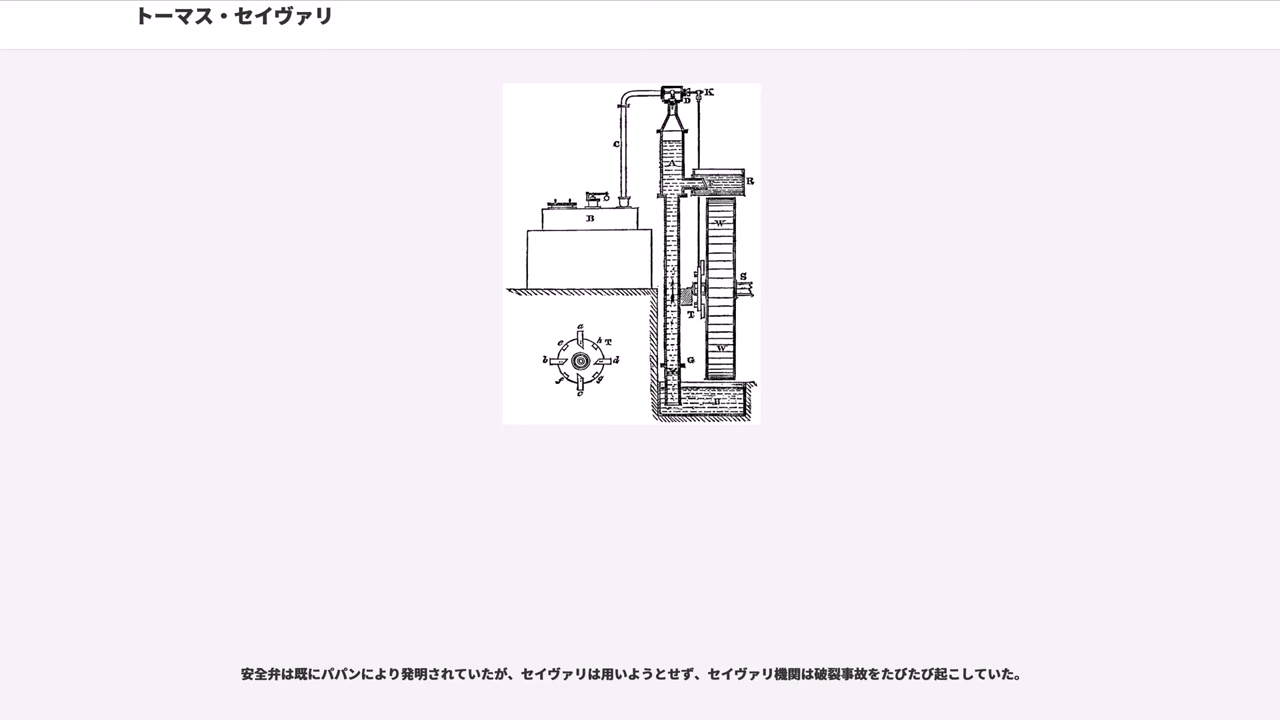 トーマス・セイヴァリ
K
D
C
A
R
B
W
S
T
a
e
h T
b
d
G
W
f
g
c
H
安全弁は既にパパンにより発明されていたが、セイヴァリは用いようとせず、セイヴァリ機関は破裂事故をたびたび起こしていた。